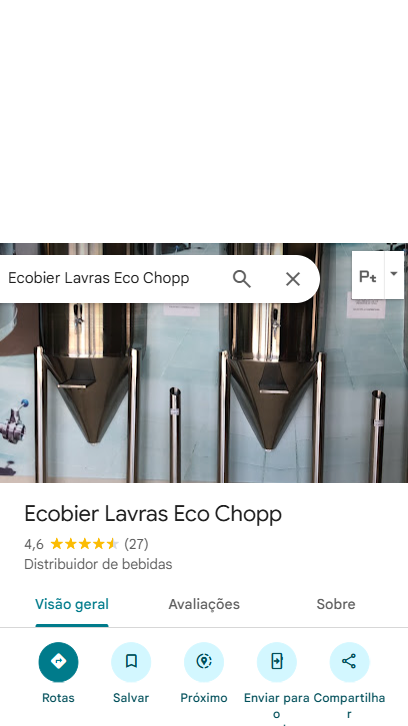 Ecobier Lavras Eco Chopp
Pt
Ecobier Lavras Eco Chopp
4,6 (27)
Distribuidor de bebidas
Visão geral Avaliações Sobre
Rotas Salvar Próximo Enviar para o Compartilhar